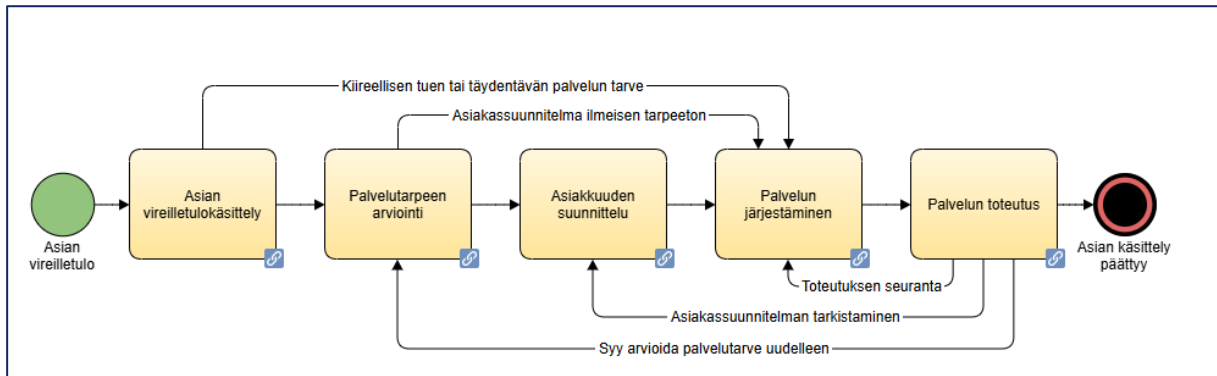 Kiireellisen tuen tai täydentävän palvelun tarve
Asiakassuunnitelma ilmeisen tarpeeton
Asian
vireilletulo
Asian
vireilletulokäsittely
Palvelutarpeen
arviointi
Asiakkuuden
suunnittelu
Palvelun
järjestäminen
Palvelun toteutus
Asian käsittely
päättyy
Toteutuksen seuranta
Asiakassuunnitelman tarkistaminen
Syy arvioida palvelutarve uudelleen